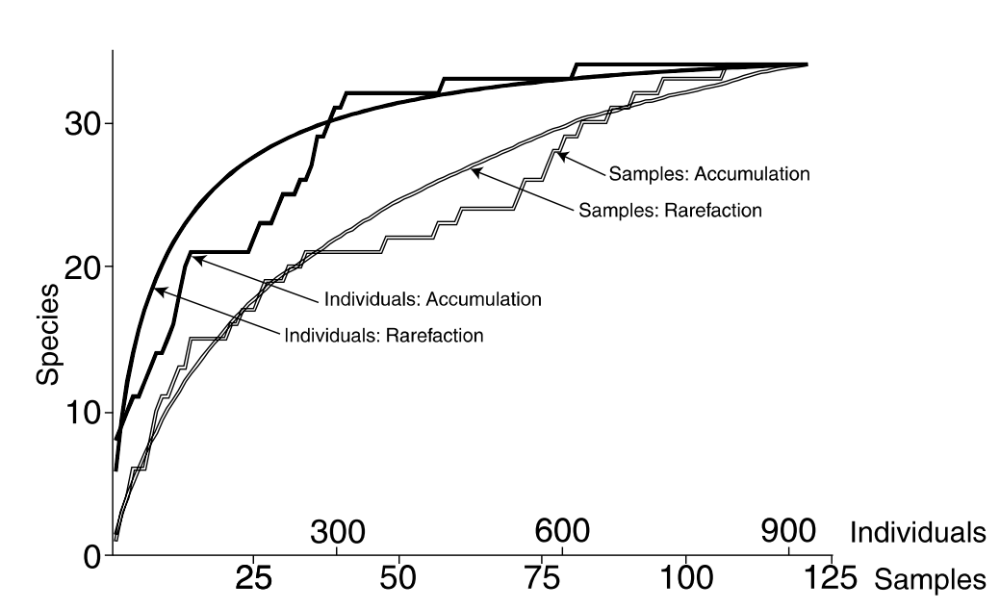 30
Samples: Accumulation
Samples: Rarefaction
20
Individuals: Accumulation
Individuals: Rarefaction
Species
10
300 600 900 Individuals
0
25 50 75 100 125 Samples